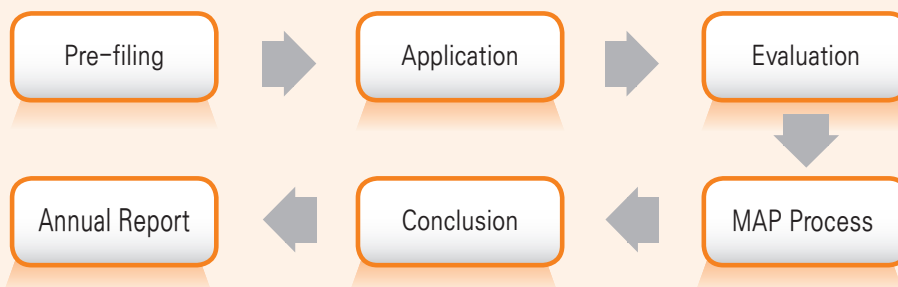 Pre-filing
Application
Evaluation
MAP Process
Conclusion
Annual Report